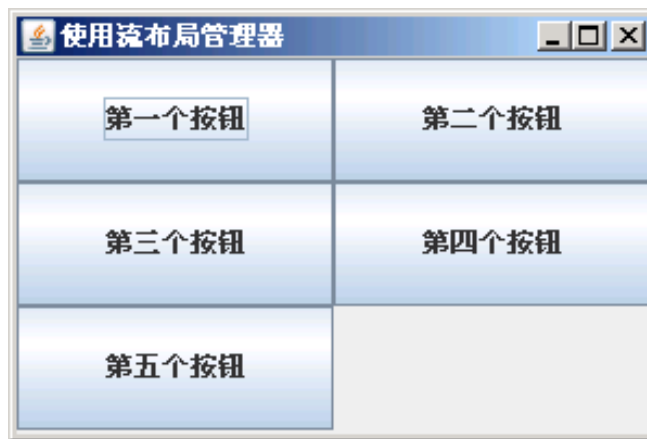 使用流布局管理器
第一个按钮
第二个按钮
第三个按钮
第四个按钮
第五个按钮